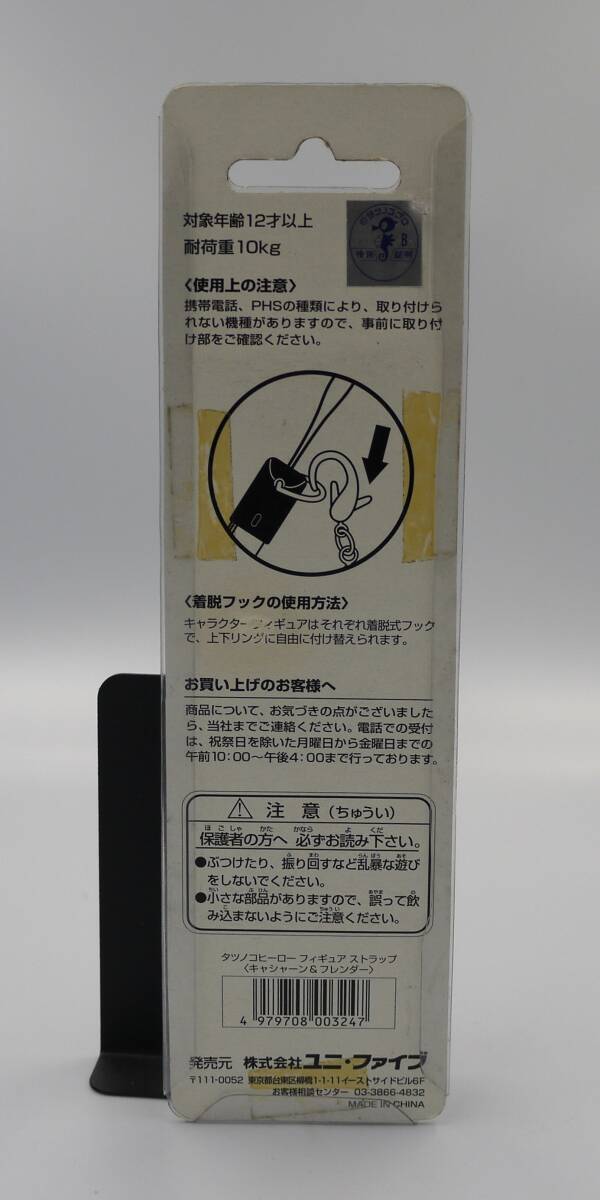 対象年齢12才以上
耐荷重10kg
B
〈使用上の注意〉
携帯電話、PHSの種類により、取り付けら
れない機種がありますので、事前に取り付
け部をご確認ください。
〈着脱フックの使用方法〉
キャラクターフィギュアはそれぞれ着脱式フック
で、上下リングに自由に付け替えられます。
お買い上げのお客様へ
商品について、お気づきの点がございました
ら、当社までご連絡ください。電話での受付
は、祝祭日を除いた月曜日から金曜日までの
午前10:00〜午後4:00まで行っております。
注 意（ちゅうい）
保護者の方へ 必ずお読み下さい。
●ぶつけたり、振り回すなど乱暴な遊び
をしないでください。
●小さな部品がありますので、誤って飲
み込まないようにご注意ください。
タツノコヒーロー フィギュア ストラップ
〈キャシャーン&フレンダー〉
4 979708 003247
発売元 株式会社ユニ・ファイブ
〒111-0052 東京都台東区柳橋1-1-11イーストサイドビル6F
お客様相談センター 03-3866-4832
MADE IN CHINA